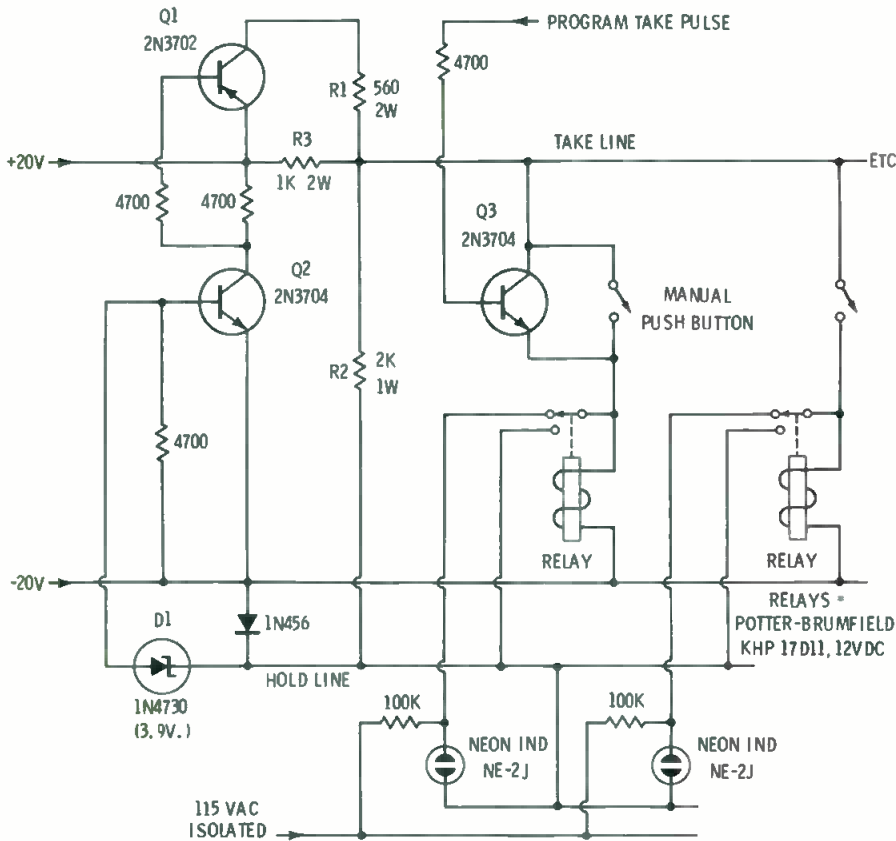 Q1
2N3702
PROGRAM TAKE PULSE
4700
R1
560
2W
R3
1K 2W
TAKE LINE
+20V
ETC
4700
4700
Q3
2N3704
Q2
2N3704
MANUAL
PUSH BUTTON
R2
2K
1W
4700
RELAY
RELAY
-20V
D1
1N456
RELAYS =
POTTER-BRUMFIELD
KHP 17D11, 12VDC
HOLD LINE
1N4730
(3.9V.)
100K
100K
NEON IND
NE-2J
NEON IND
NE-2J
115 VAC
ISOLATED